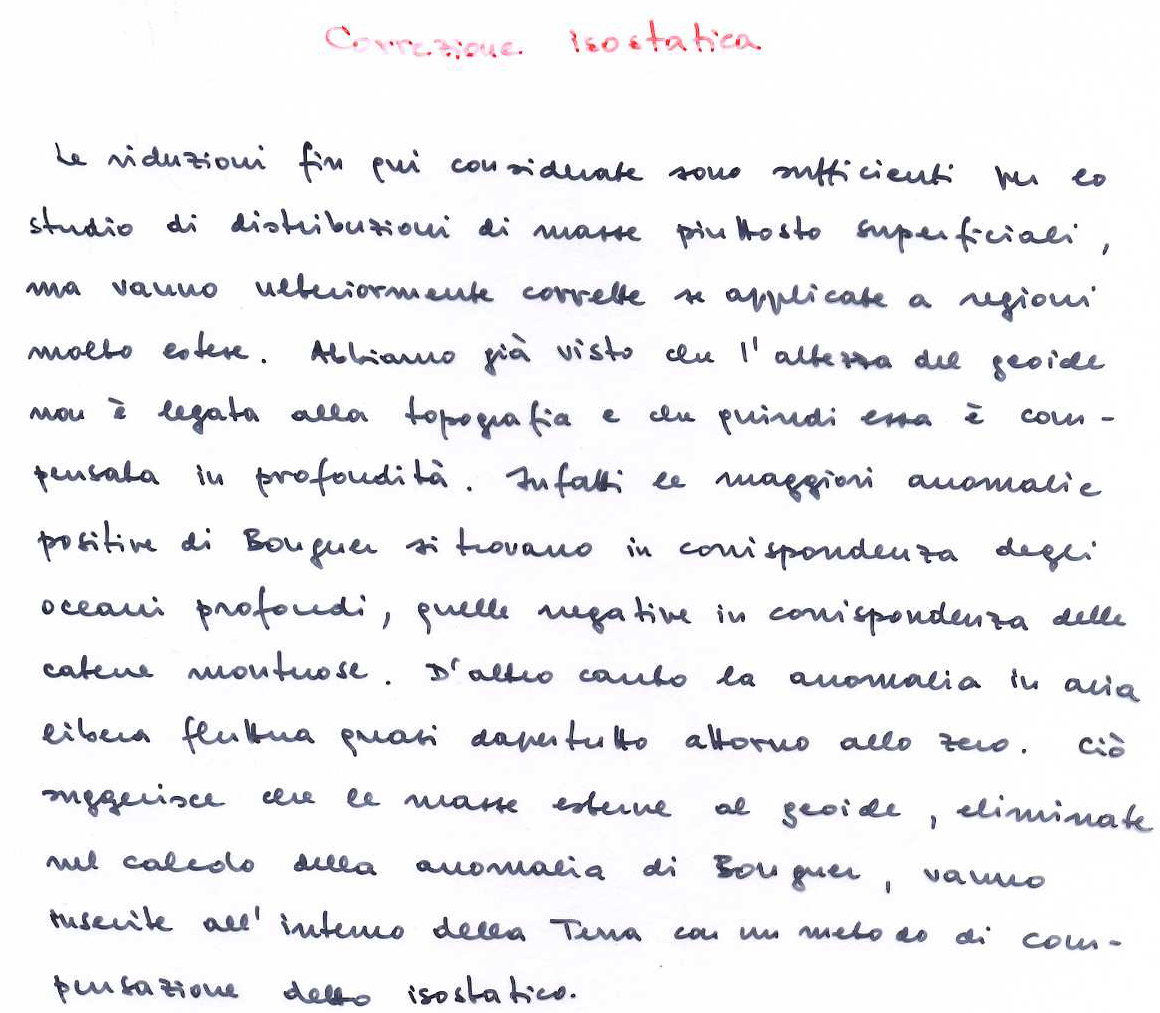 Correzione isostatica
Le riduzioni fin qui considerate sono sufficienti per lo
studio di distribuzioni di masse piuttosto superficiali,
ma vanno ulteriormente corrette se applicate a regioni
molto estese. Abbiamo già visto che l'altezza del geoide
non è legata alla topografia e che quindi essa è com-
pensata in profondità. Infatti le maggiori anomalie
positive di Bouguer si trovano in corrispondenza degli
oceani profondi, quelle negative in corrispondenza delle
catene montuose. D'altro canto la anomalia in aria
libera fluttua quasi dapertutto attorno allo zero. Ciò
suggerisce che le masse esterne al geoide, eliminate
nel calcolo della anomalia di Bouguer, vanno
inserite all'interno della Terra con un metodo di com-
pensazione detto isostatico.